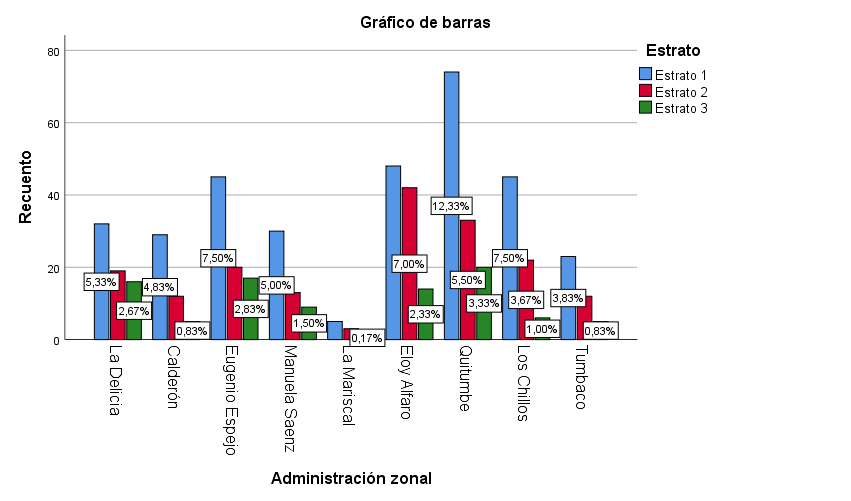 Gráfico de barras
Estrato
Estrato 1
Estrato 2
Estrato 3
Recuento
80
60
40
20
0
5,33%
2,67%
4,83%
0,83%
7,50%
2,83%
5,00%
1,50%
0,17%
7,00%
2,33%
12,33%
5,50%
3,33%
7,50%
3,67%
1,00%
3,83%
0,83%
La Delicia
Calderón
Eugenio Espejo
Manuela Saenz
La Mariscal
Eloy Alfaro
Quitumbe
Los Chillos
Tumbaco
Administración zonal